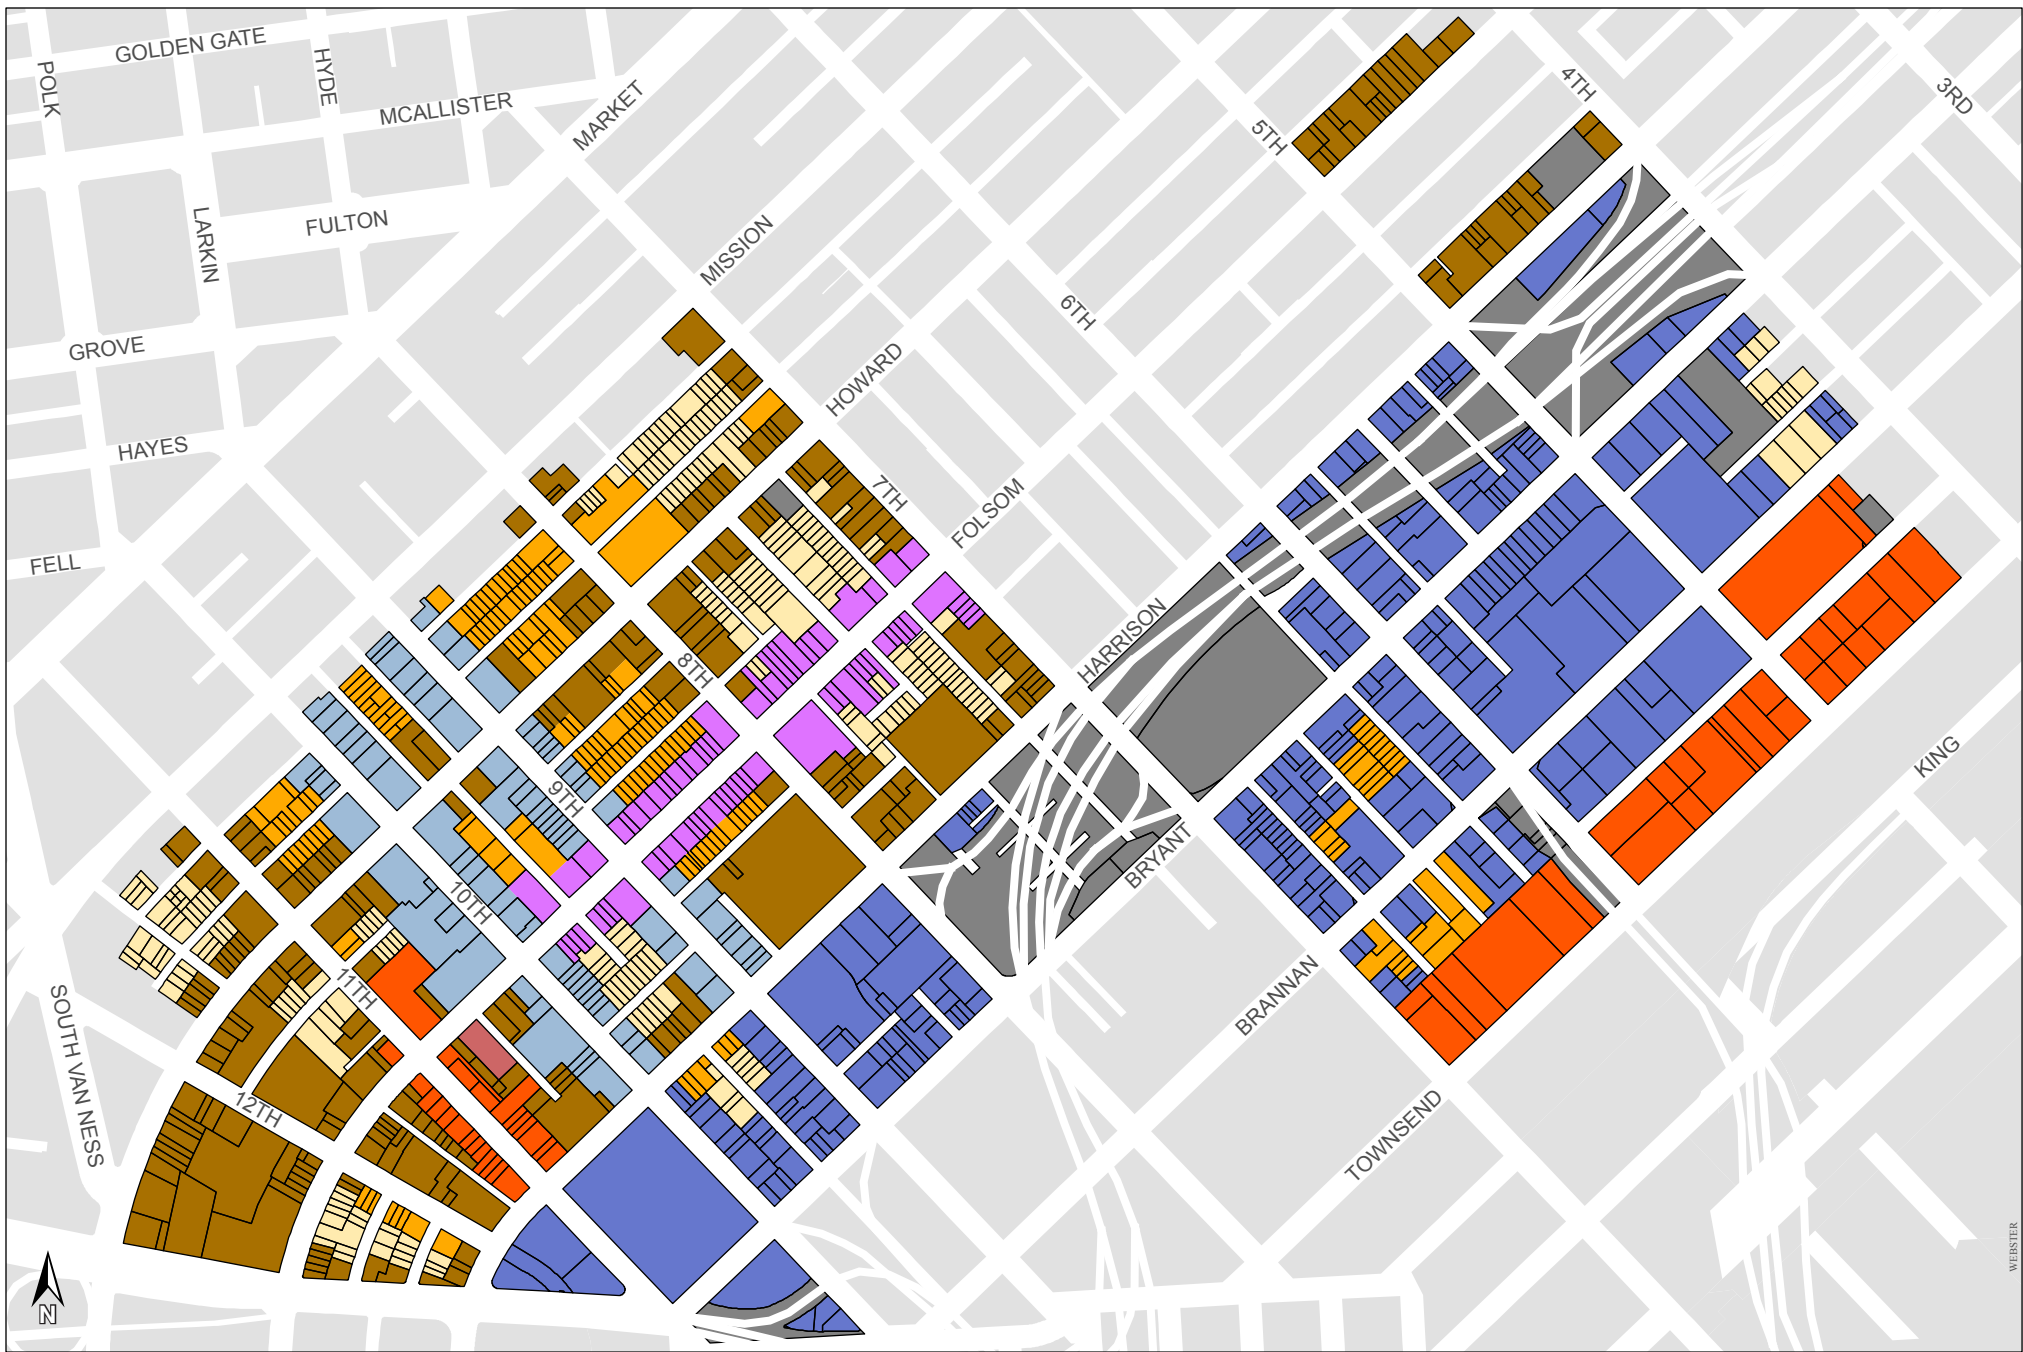 GOLDEN GATE
POLK
HYDE
MCALLISTER
MARKET
4TH
3RD
5TH
LARKIN
FULTON
MISSION
6TH
GROVE
HOWARD
HAYES
7TH
FOLSOM
FELL
HARRISON
8TH
9TH
KING
BRYANT
10TH
11TH
BRANNAN
SOUTH VAN NESS
12TH
TOWNSEND
WEBSTER
N